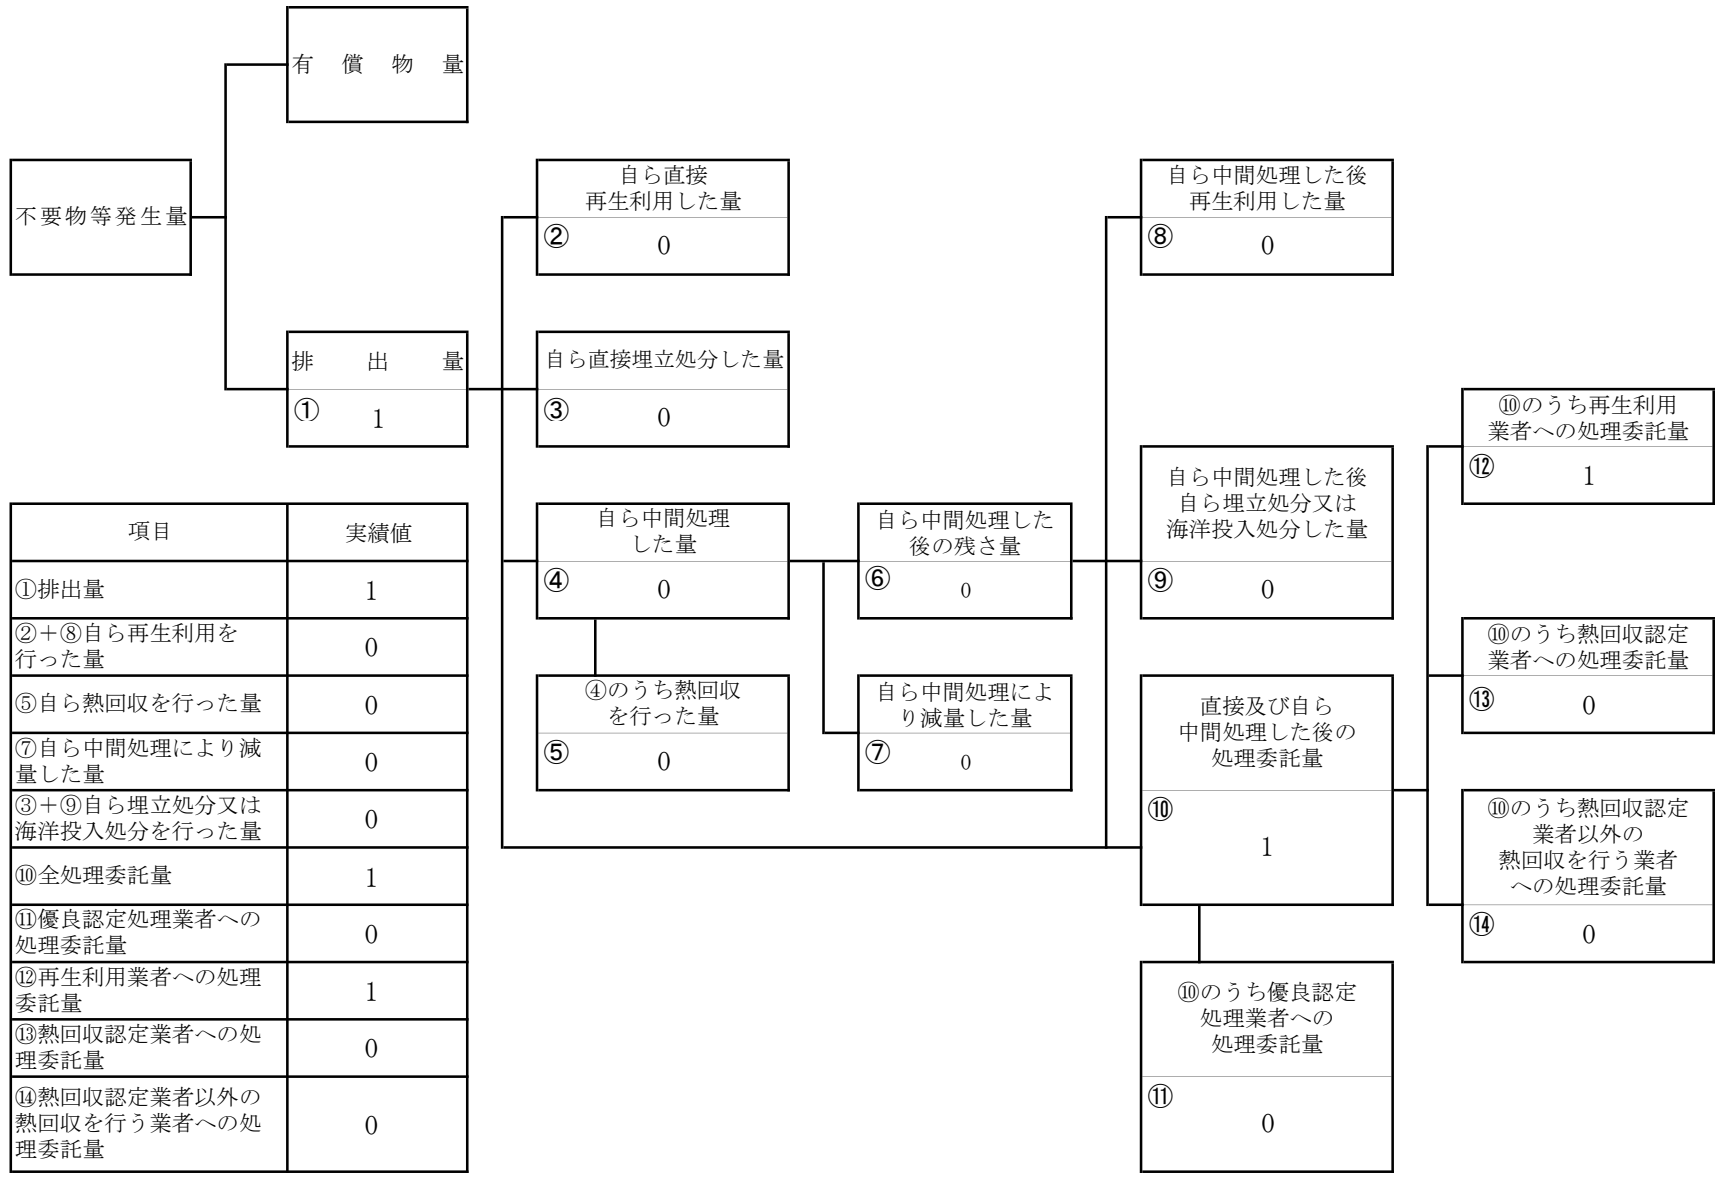 有償物量
不要物等発生量
排出量
① 1
自ら直接
再生利用した量
② 0
自ら直接埋立処分した量
③ 0
自ら中間処理
した量
④ 0
④のうち熱回収
を行った量
⑤ 0
自ら中間処理した
後の残さ量
⑥ 0
自ら中間処理によ
り減量した量
⑦ 0
自ら中間処理した後
再生利用した量
⑧ 0
自ら中間処理した後
自ら埋立処分又は
海洋投入処分した量
⑨ 0
直接及び自ら
中間処理した後の
処理委託量
⑩
1
⑩のうち優良認定
処理業者への
処理委託量
⑪
0
⑩のうち再生利用
業者への処理委託量
⑫ 1
⑩のうち熱回収認定
業者への処理委託量
⑬ 0
⑩のうち熱回収認定
業者以外の
熱回収を行う業者
への処理委託量
⑭ 0
項目 実績値
①排出量 1
②＋⑧自ら再生利用を
行った量 0
⑤自ら熱回収を行った量 0
⑦自ら中間処理により減
量した量 0
③＋⑨自ら埋立処分又は
海洋投入処分を行った量 0
⑩全処理委託量 1
⑪優良認定処理業者への
処理委託量 0
⑫再生利用業者への処理
委託量 1
⑬熱回収認定業者への処
理委託量 0
⑭熱回収認定業者以外の
熱回収を行う業者への処 0
理委託量